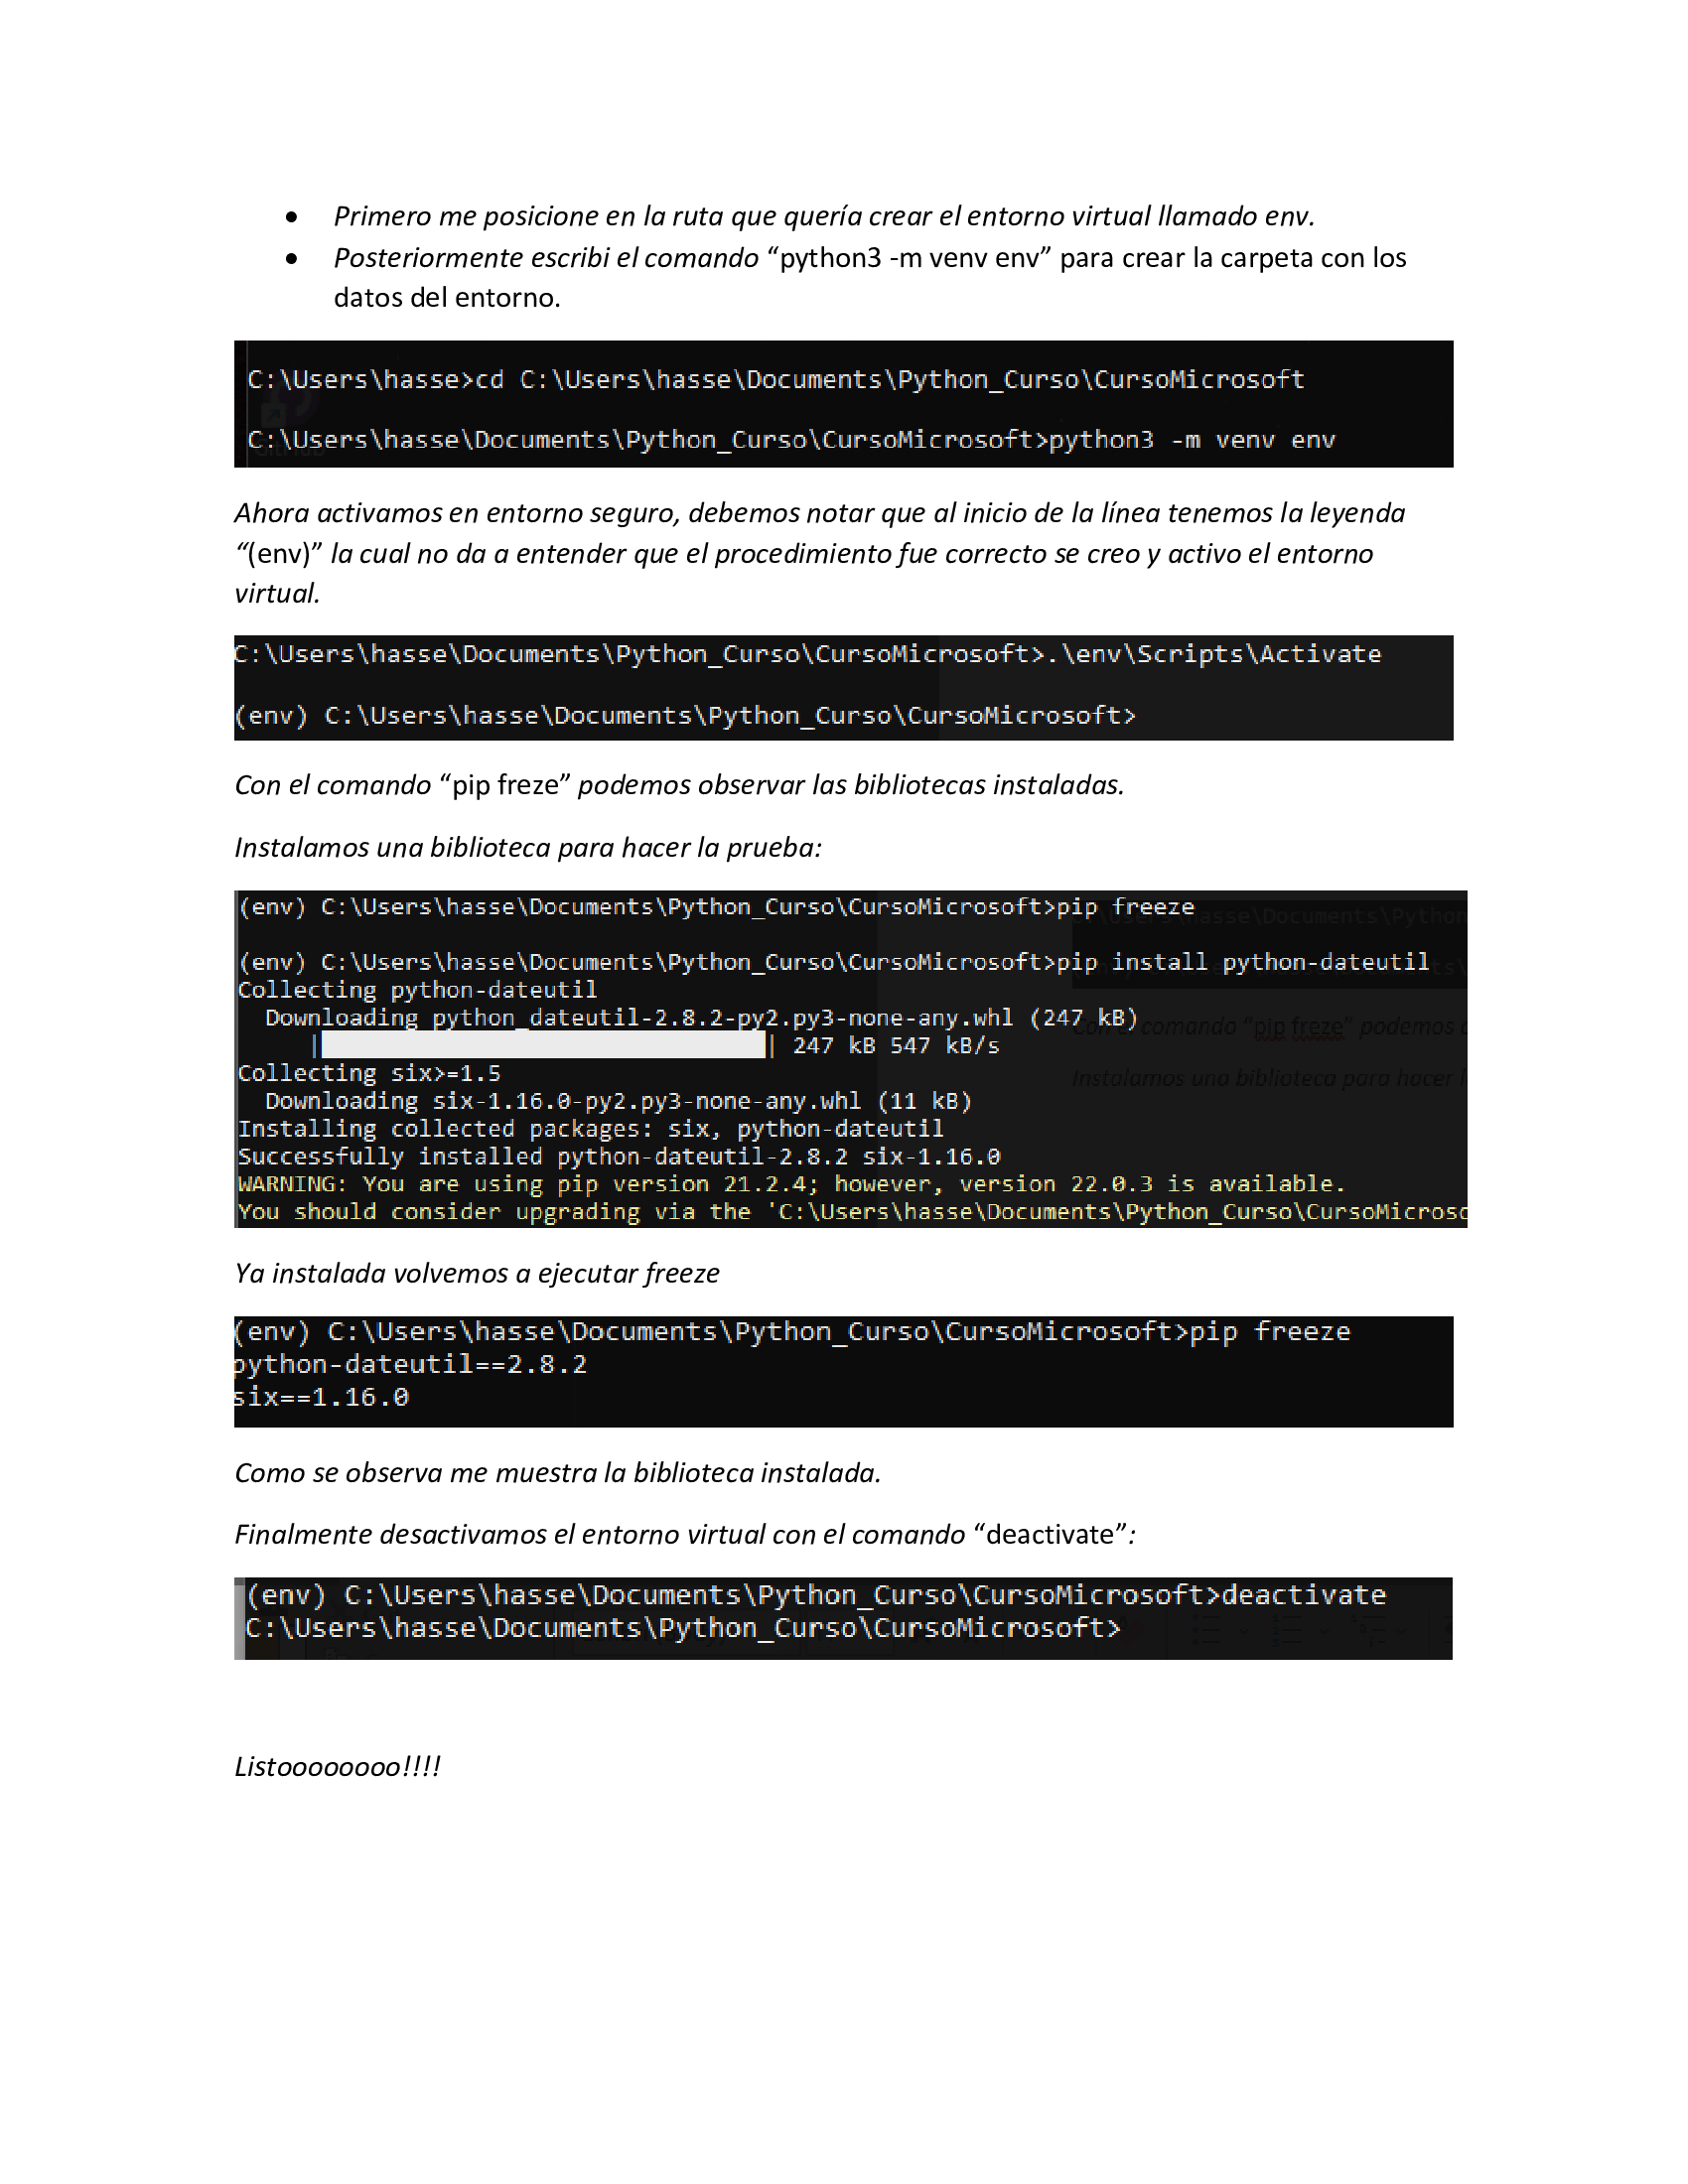 • Primero me posicione en la ruta que quería crear el entorno virtual llamado env.
• Posteriormente escribi el comando “python3 -m venv env” para crear la carpeta con los
datos del entorno.
C:\Users\hasse>cd C:\Users\hasse\Documents\Python_Curso\CursoMicrosoft
C:\Users\hasse\Documents\Python_Curso\CursoMicrosoft>python3 -m venv env
Ahora activamos en entorno seguro, debemos notar que al inicio de la línea tenemos la leyenda
“(env)” la cual no da a entender que el procedimiento fue correcto se creo y activo el entorno
virtual.
C:\Users\hasse\Documents\Python_Curso\CursoMicrosoft>.\env\Scripts\Activate
(env) C:\Users\hasse\Documents\Python_Curso\CursoMicrosoft>
Con el comando “pip freze” podemos observar las bibliotecas instaladas.
Instalamos una biblioteca para hacer la prueba:
(env) C:\Users\hasse\Documents\Python_Curso\CursoMicrosoft>pip freeze
(env) C:\Users\hasse\Documents\Python_Curso\CursoMicrosoft>pip install python-dateutil
Collecting python-dateutil
Downloading python_dateutil-2.8.2-py2.py3-none-any.whl (247 kB)
| | 247 kB 547 kB/s
Collecting six>=1.5
Downloading six-1.16.0-py2.py3-none-any.whl (11 kB)
Installing collected packages: six, python-dateutil
Successfully installed python-dateutil-2.8.2 six-1.16.0
WARNING: You are using pip version 21.2.4; however, version 22.0.3 is available.
You should consider upgrading via the 'C:\Users\hasse\Documents\Python_Curso\CursoMicrosc
Ya instalada volvemos a ejecutar freeze
(env) C:\Users\hasse\Documents\Python_Curso\CursoMicrosoft>pip freeze
python-dateutil==2.8.2
six==1.16.0
Como se observa me muestra la biblioteca instalada.
Finalmente desactivamos el entorno virtual con el comando “deactivate”:
(env) C:\Users\hasse\Documents\Python_Curso\CursoMicrosoft>deactivate
C:\Users\hasse\Documents\Python_Curso\CursoMicrosoft>
Listoooooooo!!!!